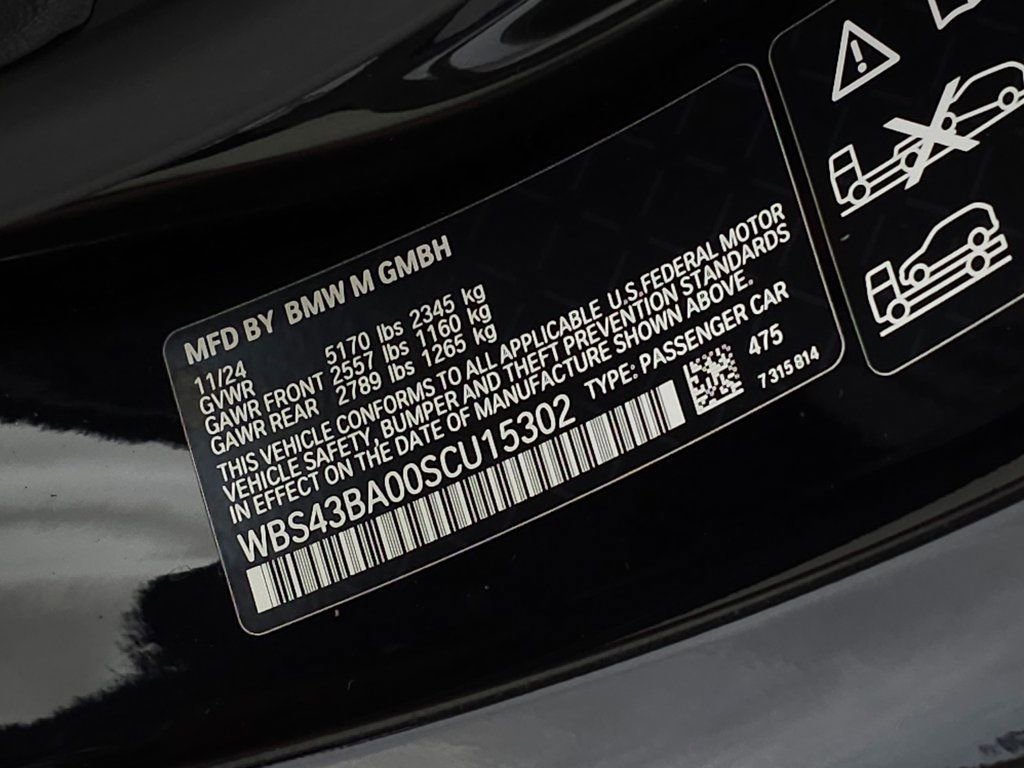 MFD BY BMW M GMBH
11/24
GVWR 5170 lbs 2345 kg
GAWR FRONT 2557 lbs 1160 kg
GAWR REAR 2789 lbs 1265 kg
THIS VEHICLE CONFORMS TO ALL APPLICABLE U.S.FEDERAL MOTOR
VEHICLE SAFETY, BUMPER AND THEFT PREVENTION STANDARDS
IN EFFECT ON THE DATE OF MANUFACTURE SHOWN ABOVE.
WBS43BA00SCU15302 TYPE: PASSENGER CAR
475
7315814